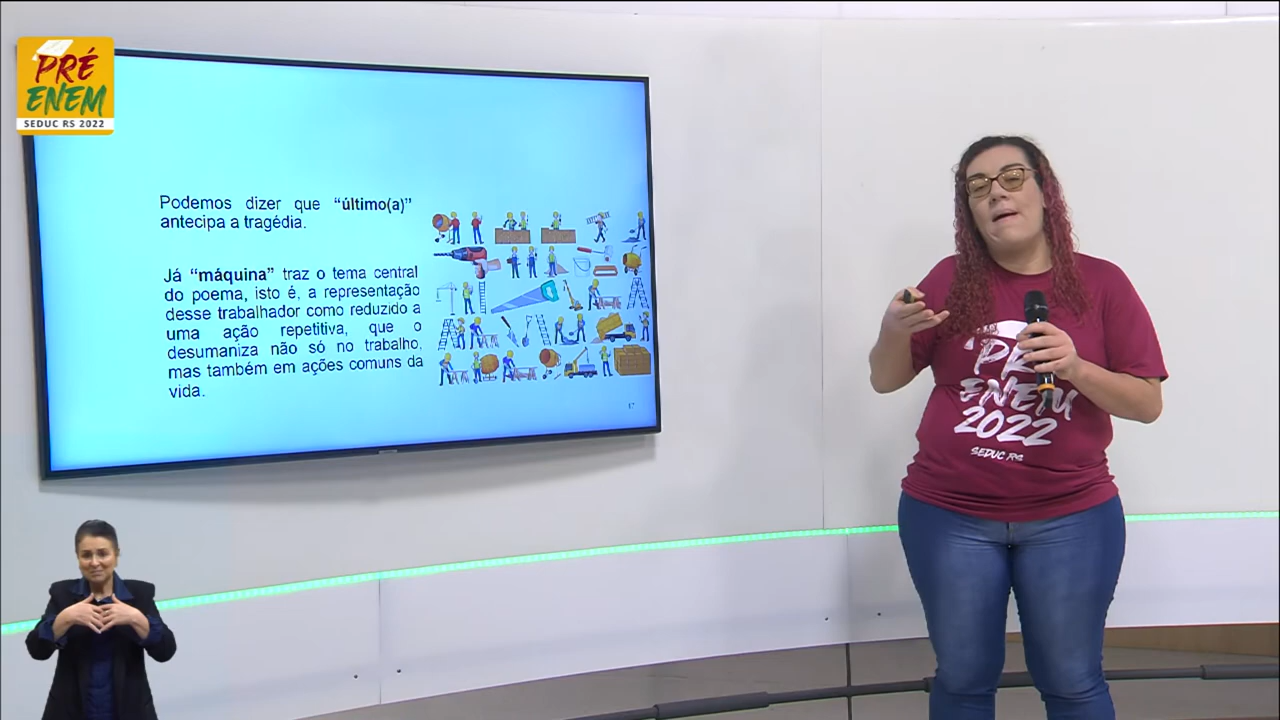 PRÉ
ENEM
SEDUC RS 2022
Podemos dizer que “último(a)”
antecipa a tragédia.
Já “máquina” traz o tema central
do poema, isto é, a representação
desse trabalhador como reduzido a
uma ação repetitiva, que o
desumaniza não só no trabalho,
mas também em ações comuns da
vida.
17
PRÉ
ENEM
2022
SEDUC RS